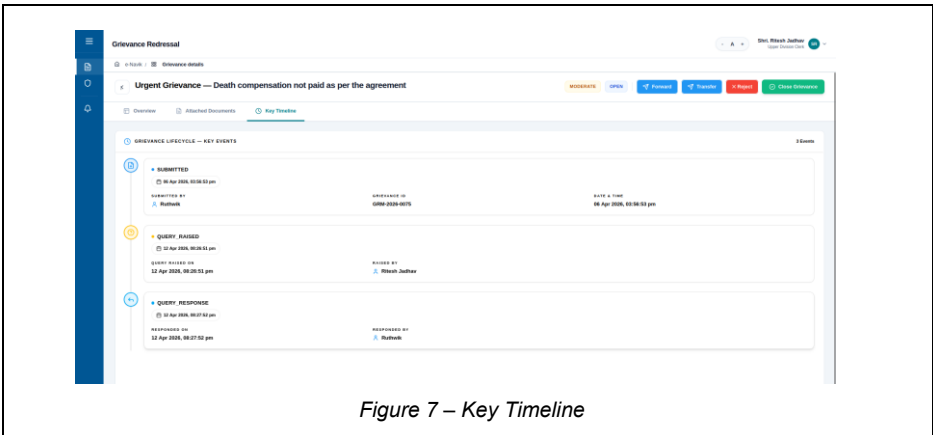 Grievance Redressal
- A +
Shri. Ritesh Jadhav
Upper Division Clerk
e-Navik / Grievance details
Urgent Grievance — Death compensation not paid as per the agreement
MODERATE OPEN Forward Transfer X Reject Close Grievance
Overview Attached Documents Key Timeline
GRIEVANCE LIFECYCLE — KEY EVENTS 3 Events
SUBMITTED
06 Apr 2026, 03:56:53 pm
SUBMITTED BY GRIEVANCE ID DATE & TIME
Ruthwik GRM-2026-0075 06 Apr 2026, 03:56:53 pm
QUERY_RAISED
12 Apr 2026, 08:26:51 pm
QUERY RAISED ON RAISED BY
12 Apr 2026, 08:26:51 pm Ritesh Jadhav
QUERY_RESPONSE
12 Apr 2026, 08:27:52 pm
RESPONDED ON RESPONDED BY
12 Apr 2026, 08:27:52 pm Ruthwik
Figure 7 – Key Timeline